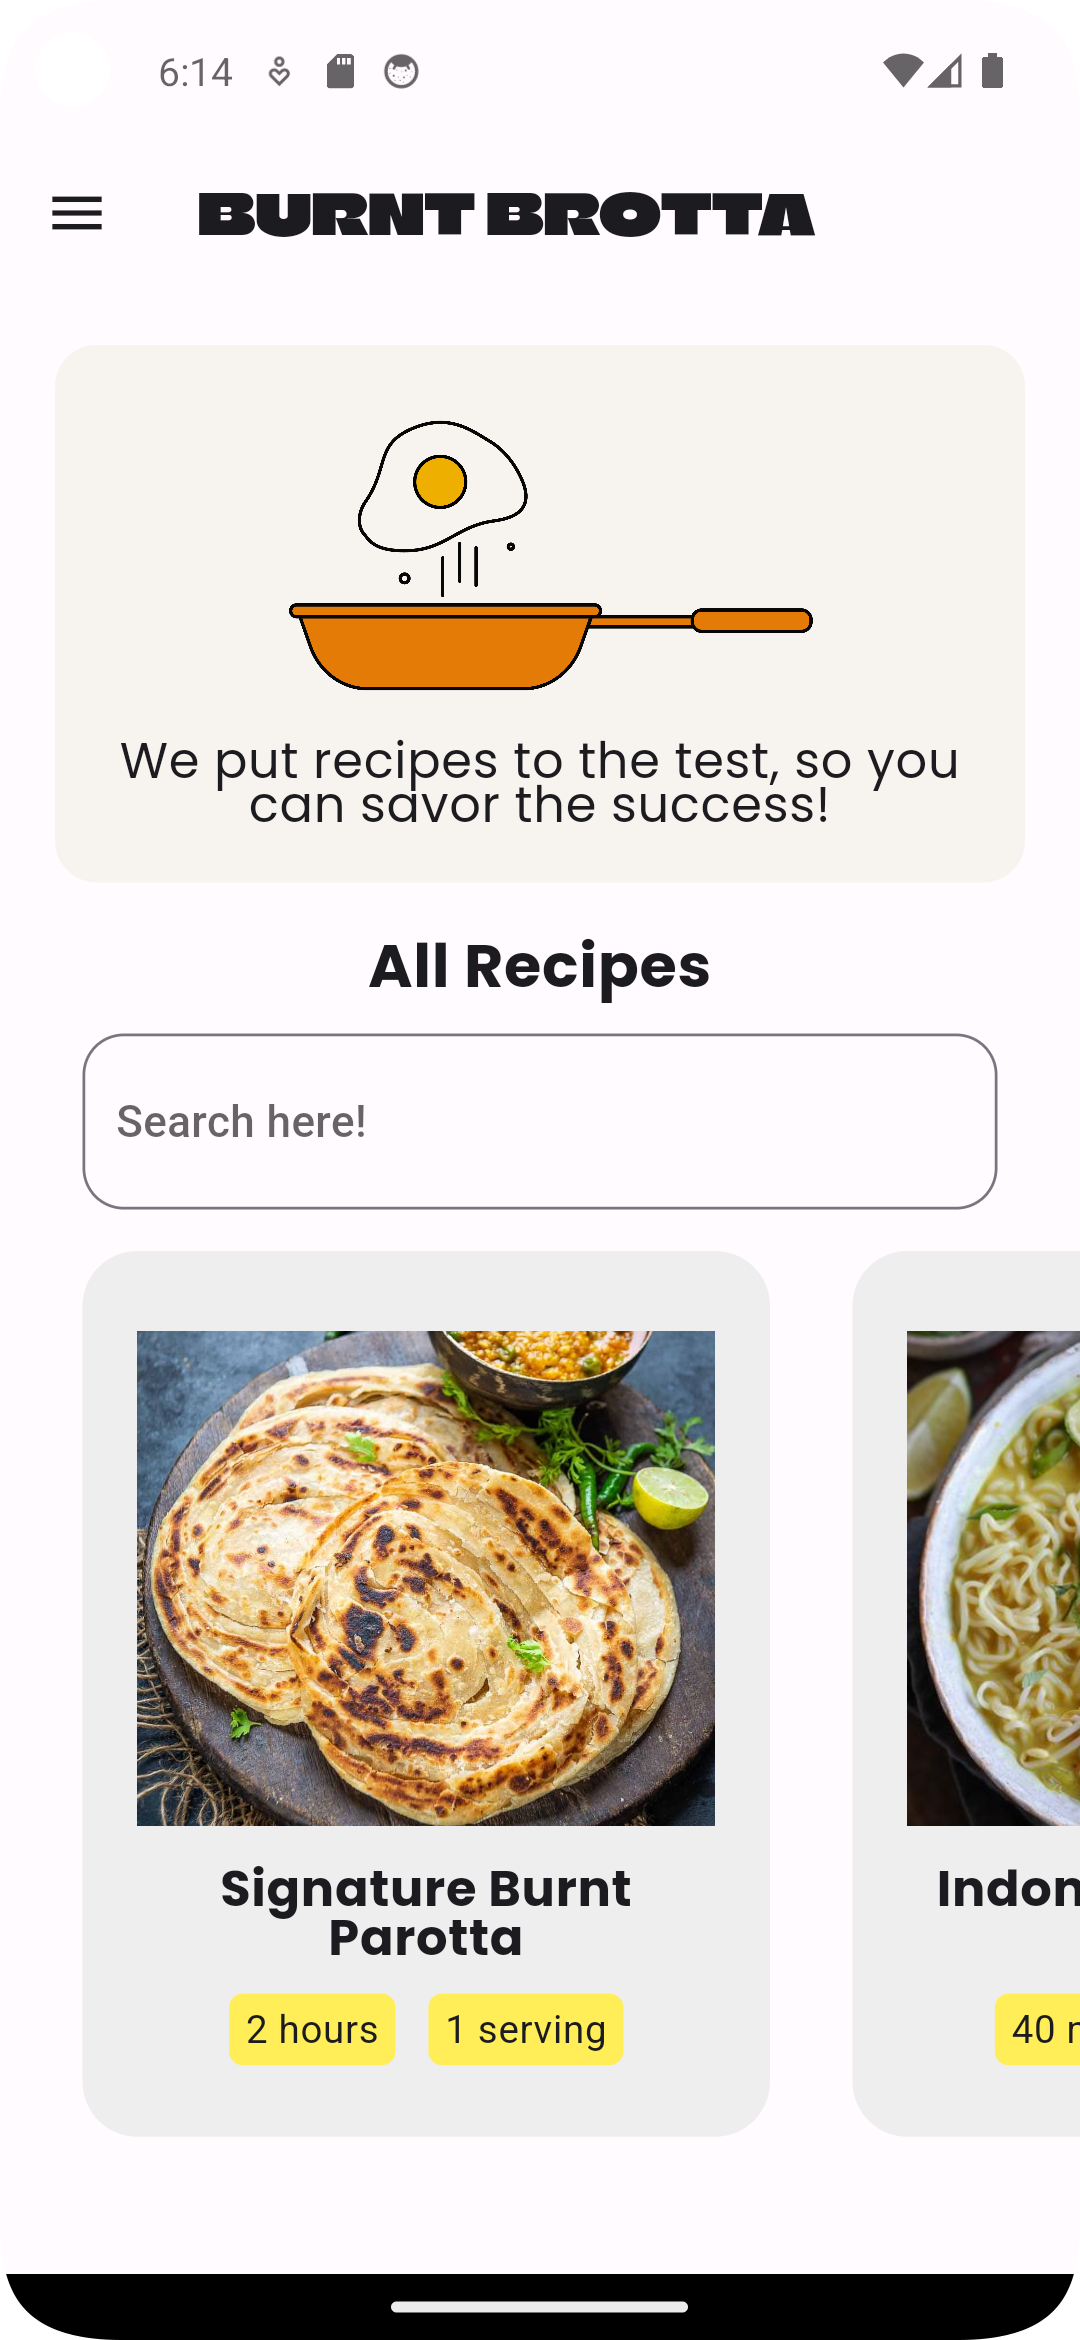 6:14
BURNT BROTTA
We put recipes to the test, so you
can savor the success!
All Recipes
Search here!
Signature Burnt
Parotta
2 hours
1 serving
40